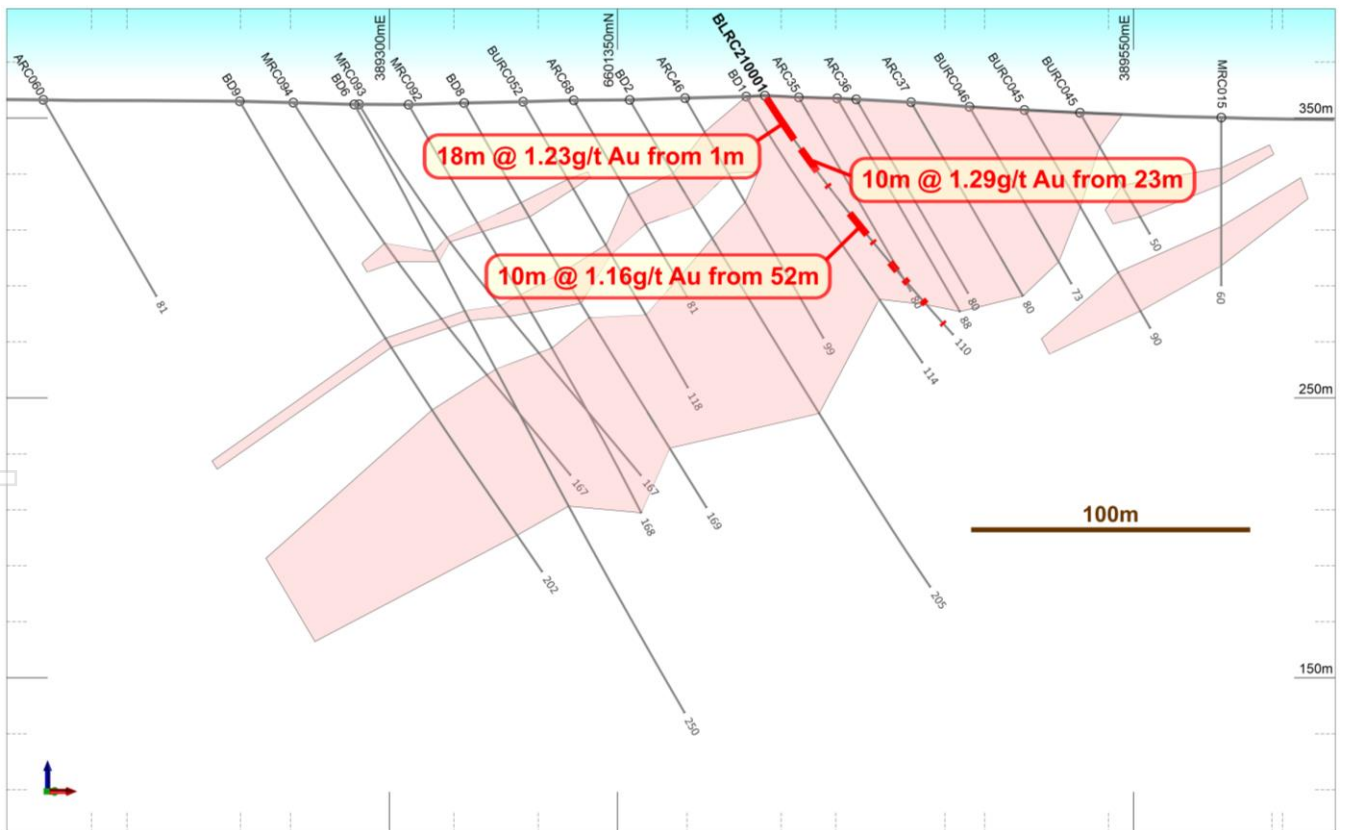 ARC060
BD9
MRC094
BD6
MRC093
389300mE
MRC092
BD8
BURC052
ARC68
6601350mN
BD2
ARC46
BLRC210001
BD1
ARC35
ARC36
ARC37
BURC046
BURC045
BURC045
389550mE
MRC015
350m
18m @ 1.23g/t Au from 1m
10m @ 1.29g/t Au from 23m
10m @ 1.16g/t Au from 52m
50
81
81
99
80
80
88
80
73
60
90
110
114
250m
118
167
167
168
169
100m
202
205
150m
250